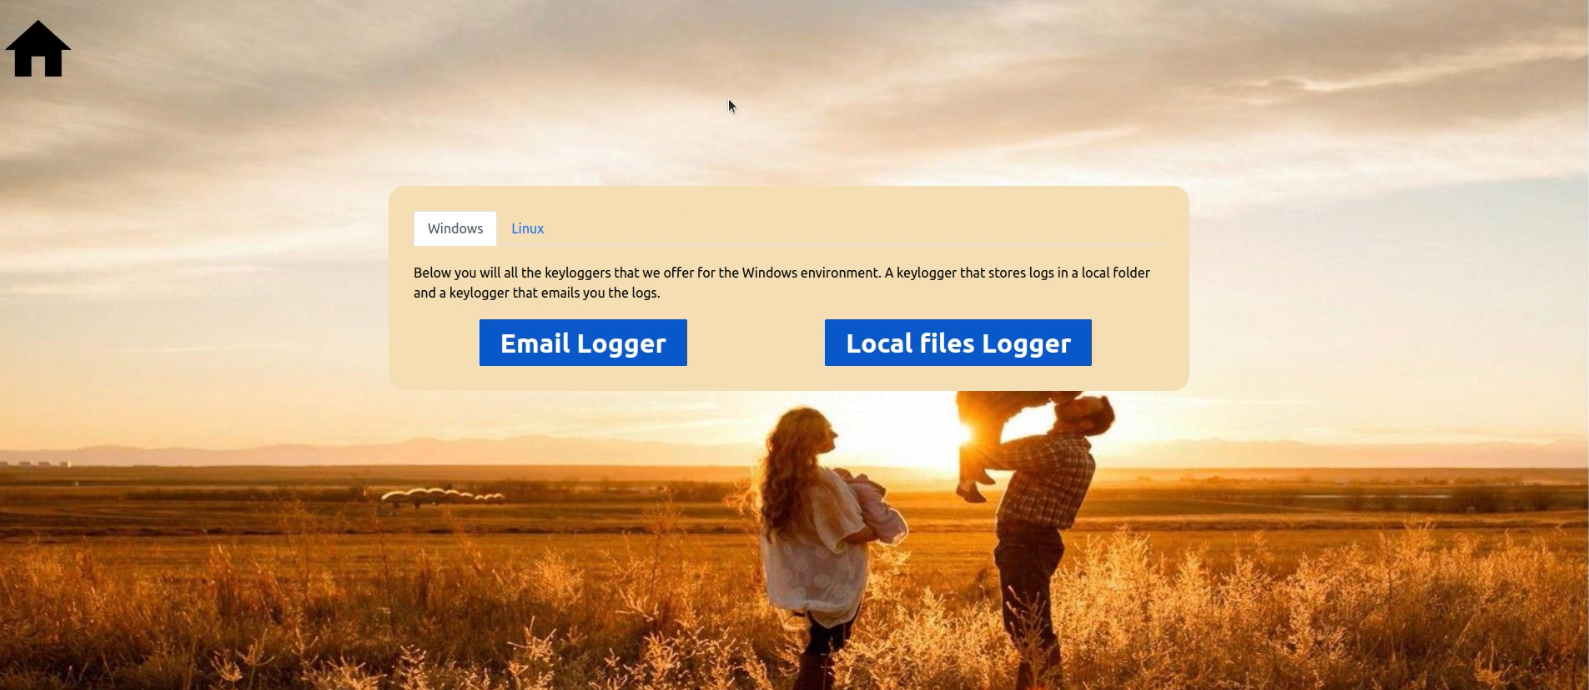 Windows Linux
Below you will all the keyloggers that we offer for the Windows environment. A keylogger that stores logs in a local folder
and a keylogger that emails you the logs.
Email Logger Local files Logger